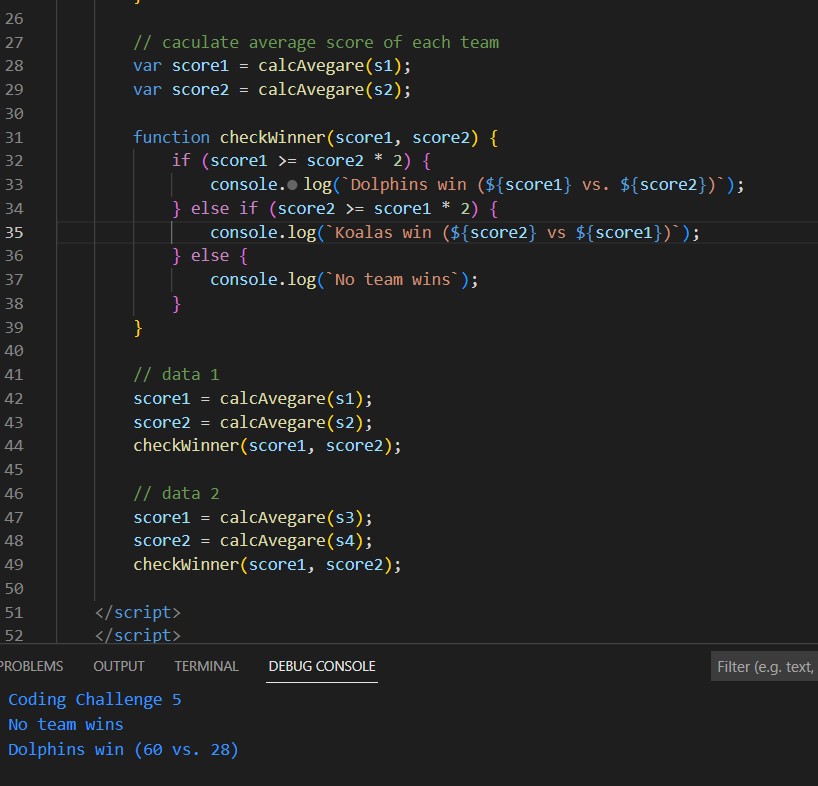 26
27 // caculate average score of each team
28 var score1 = calcAvegare(s1);
29 var score2 = calcAvegare(s2);
30
31 function checkWinner(score1, score2) {
32 if (score1 >= score2 * 2) {
33 console.log(`Dolphins win (${score1} vs. ${score2})`);
34 } else if (score2 >= score1 * 2) {
35 console.log(`Koalas win (${score2} vs ${score1})`);
36 } else {
37 console.log(`No team wins`);
38 }
39 }
40
41 // data 1
42 score1 = calcAvegare(s1);
43 score2 = calcAvegare(s2);
44 checkWinner(score1, score2);
45
46 // data 2
47 score1 = calcAvegare(s3);
48 score2 = calcAvegare(s4);
49 checkWinner(score1, score2);
50
51 </script>
52 </script>
PROBLEMS OUTPUT TERMINAL DEBUG CONSOLE Filter (e.g. text,
Coding Challenge 5
No team wins
Dolphins win (60 vs. 28)